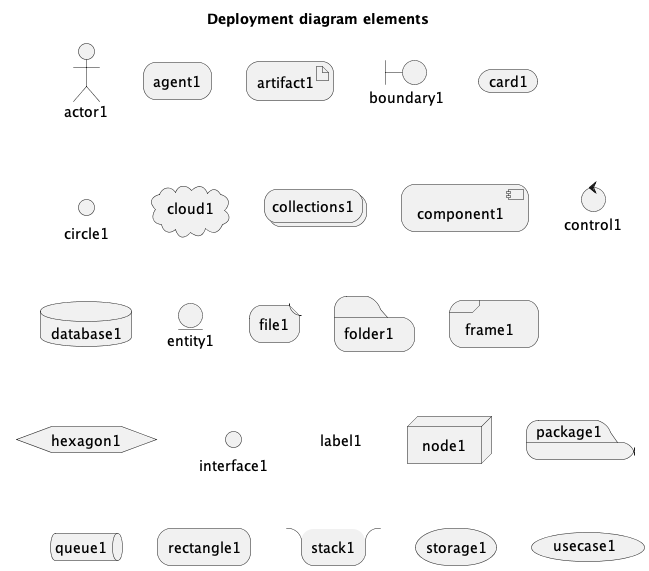 Deployment diagram elements
actor1
agent1
artifact1
boundary1
card1
circle1
cloud1
collections1
component1
control1
database1
entity1
file1
folder1
frame1
hexagon1
interface1
label1
node1
package1
queue1
rectangle1
stack1
storage1
usecase1